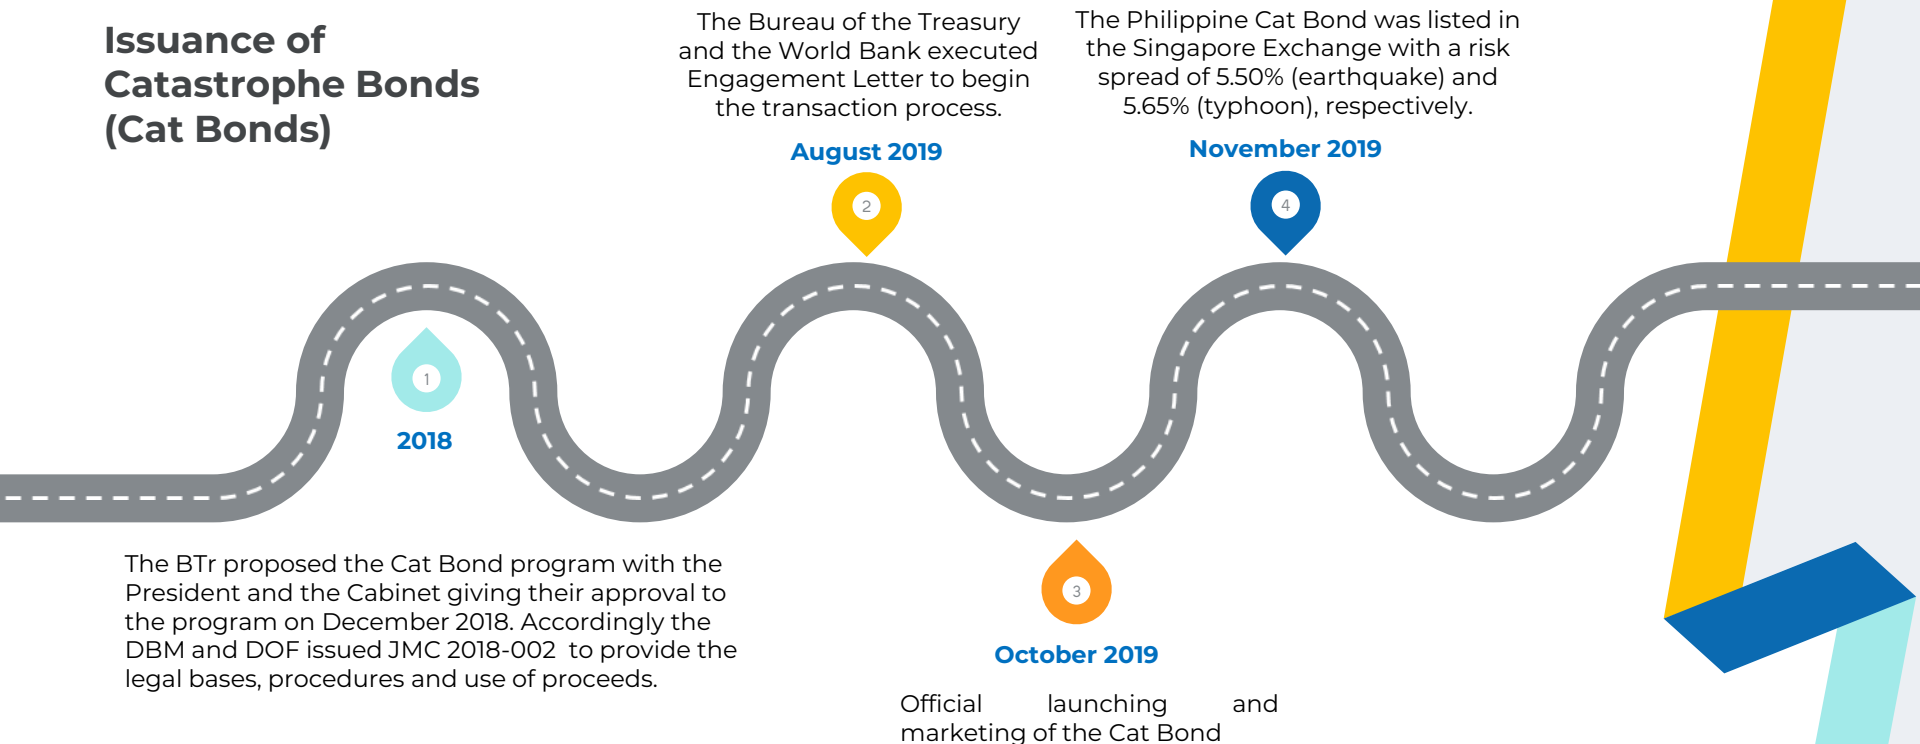 Issuance of
Catastrophe Bonds
(Cat Bonds)
The Bureau of the Treasury
and the World Bank executed
Engagement Letter to begin
the transaction process.
August 2019
2
The Philippine Cat Bond was listed in
the Singapore Exchange with a risk
spread of 5.50% (earthquake) and
5.65% (typhoon), respectively.
November 2019
4
1
2018
The BTr proposed the Cat Bond program with the
President and the Cabinet giving their approval to
the program on December 2018. Accordingly the
DBM and DOF issued JMC 2018-002 to provide the
legal bases, procedures and use of proceeds.
3
October 2019
Official launching and
marketing of the Cat Bond